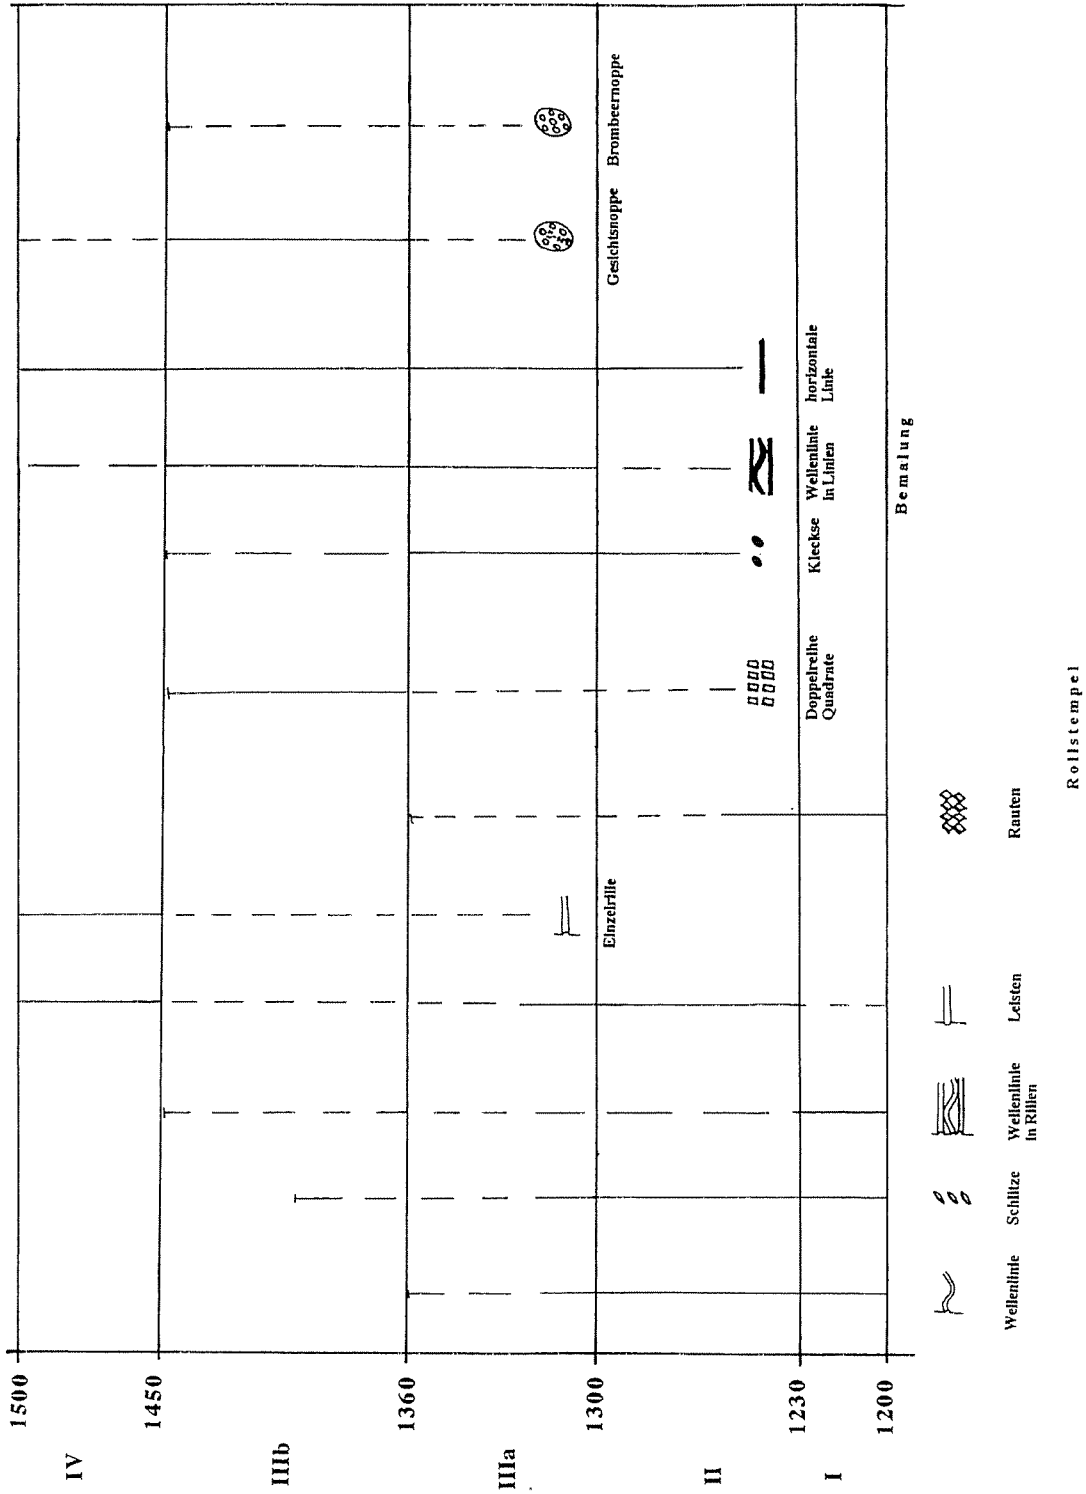 1500
IV
1450
IIIb
1360
IIIa
1300
II
1230
I
1200
Wellenlinie
Schlitze
Wellenlinie
in Rillen
Leisten
Einzelrille
Rauten
Doppelreihe
Quadrate
Kleckse
Wellenlinie
in Linien
horizontale
Linie
Gesichtsnoppe
Brombeernoppe
Rollstempel
Bemalung